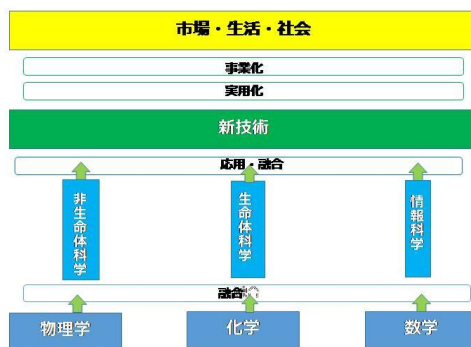 市場・生活・社会
事業化
実用化
新技術
応用・融合
非生命体科学
生命体科学
情報科学
融合
物理学
化学
数学